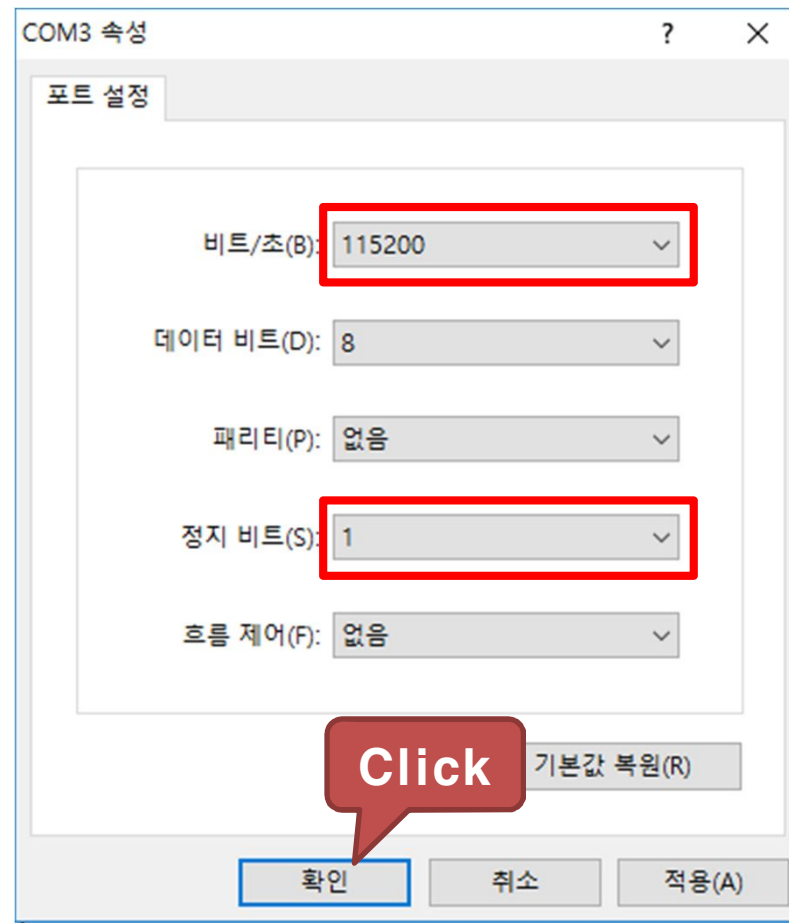 COM3 속성 ?
포트 설정
비트/초(B): 115200
데이터 비트(D): 8
패리티(P): 없음
정지 비트(S): 1
흐름 제어(F): 없음
Click 기본값 복원(R)
확인 취소 적용(A)